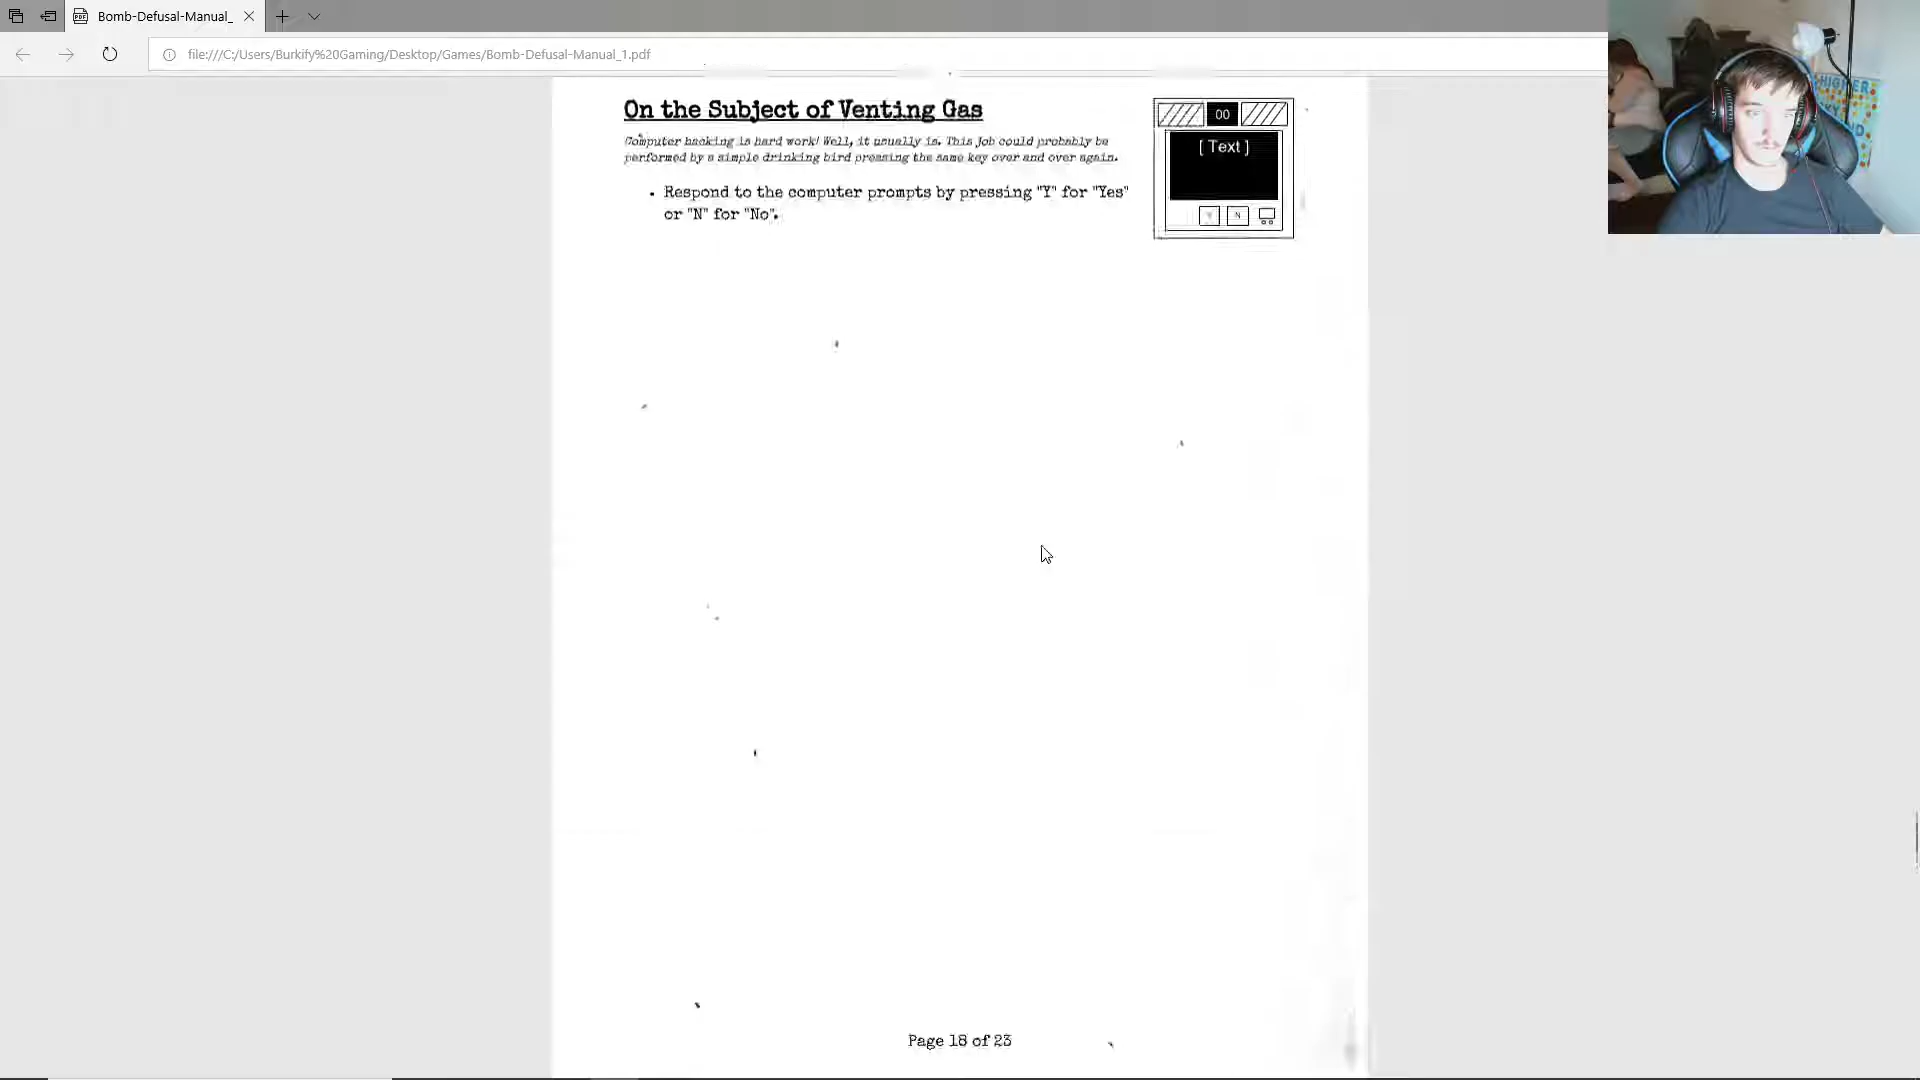 Bomb-Defusal-Manual_
file:///C:/Users/Burkify%20Gaming/Desktop/Games/Bomb-Defusal-Manual_1.pdf
On the Subject of Venting Gas
Computer hacking is hard work! Well, it usually is. This job could probably be
performed by a simple drinking bird pressing the same key over and over again.
• Respond to the computer prompts by pressing "Y" for "Yes"
or "N" for "No".
00
[ Text ]
Y N
HIGHER
Page 18 of 23